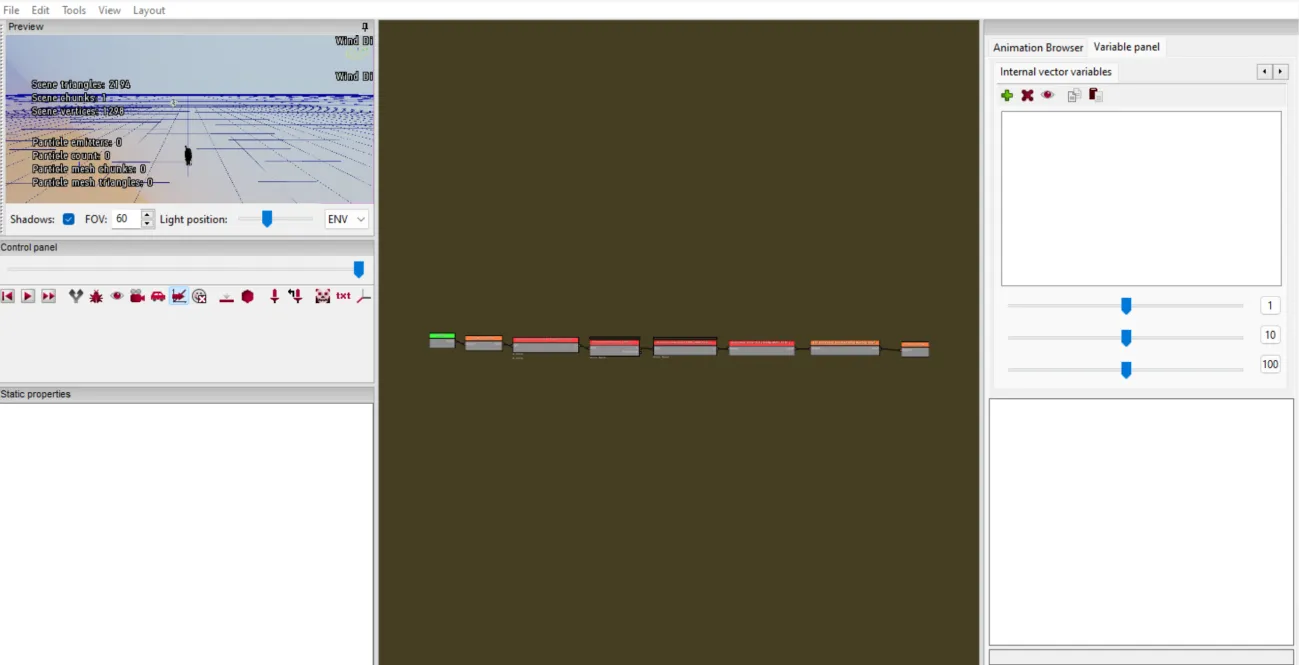 File Edit Tools View Layout
Preview
Wind Di
Wind Di
Scene triangles: 2194
Scene chunks: 1
Scene vertices: 1298
Particle emitters: 0
Particle count: 0
Particle mesh chunks: 0
Particle mesh triangles: 0
Shadows: FOV: 60 Light position: ENV
Control panel
txt
Static properties
Animation Browser Variable panel
Internal vector variables
1
10
100